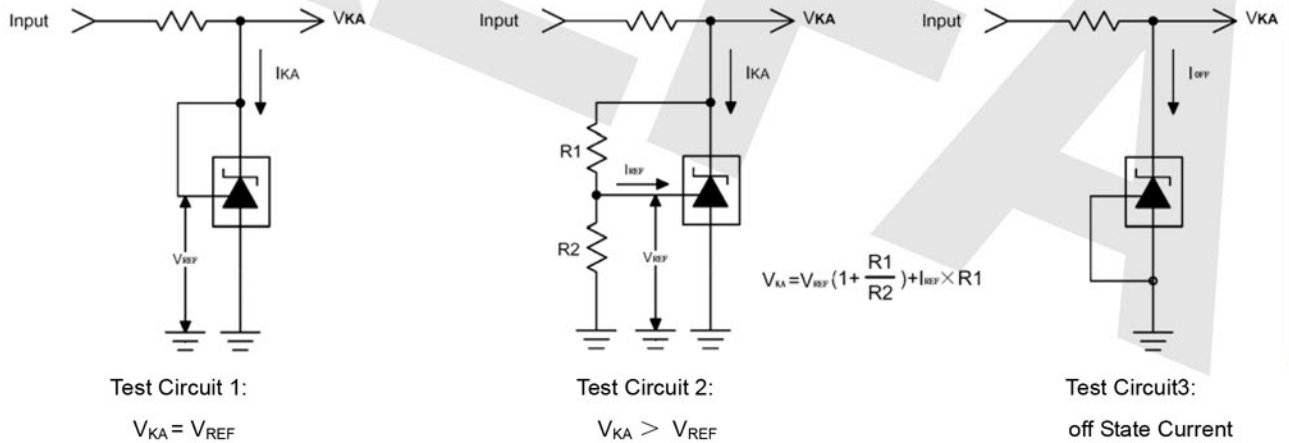 Input
VKA
IKA
VREF
Test Circuit 1:
VKA = VREF
Input
VKA
IKA
R1
IREF
R2
VREF
VKA=VREF(1+R1/R2)+IREF×R1
Test Circuit 2:
VKA > VREF
Input
VKA
IOFF
Test Circuit3:
off State Current